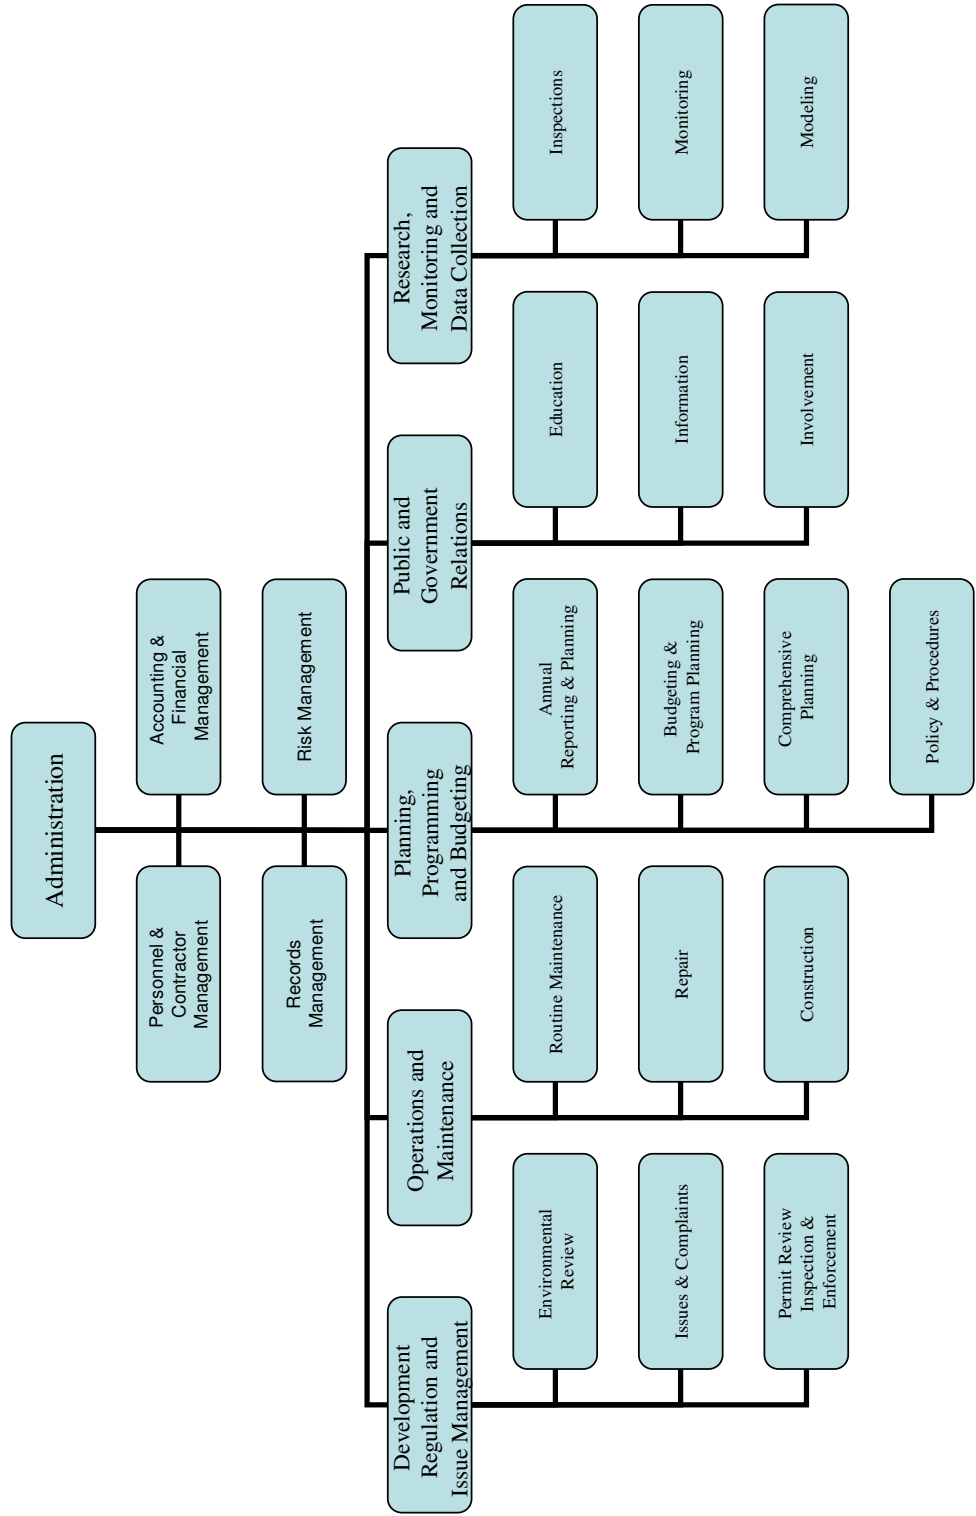 Administration
Personnel &
Contractor
Management
Accounting &
Financial
Management
Records
Management
Risk Management
Development
Regulation and
Issue Management
Operations and
Maintenance
Planning,
Programming
and Budgeting
Public and
Government
Relations
Research,
Monitoring and
Data Collection
Environmental
Review
Issues & Complaints
Permit Review
Inspection &
Enforcement
Routine Maintenance
Repair
Construction
Annual
Reporting & Planning
Budgeting &
Program Planning
Comprehensive
Planning
Policy & Procedures
Education
Information
Involvement
Inspections
Monitoring
Modeling